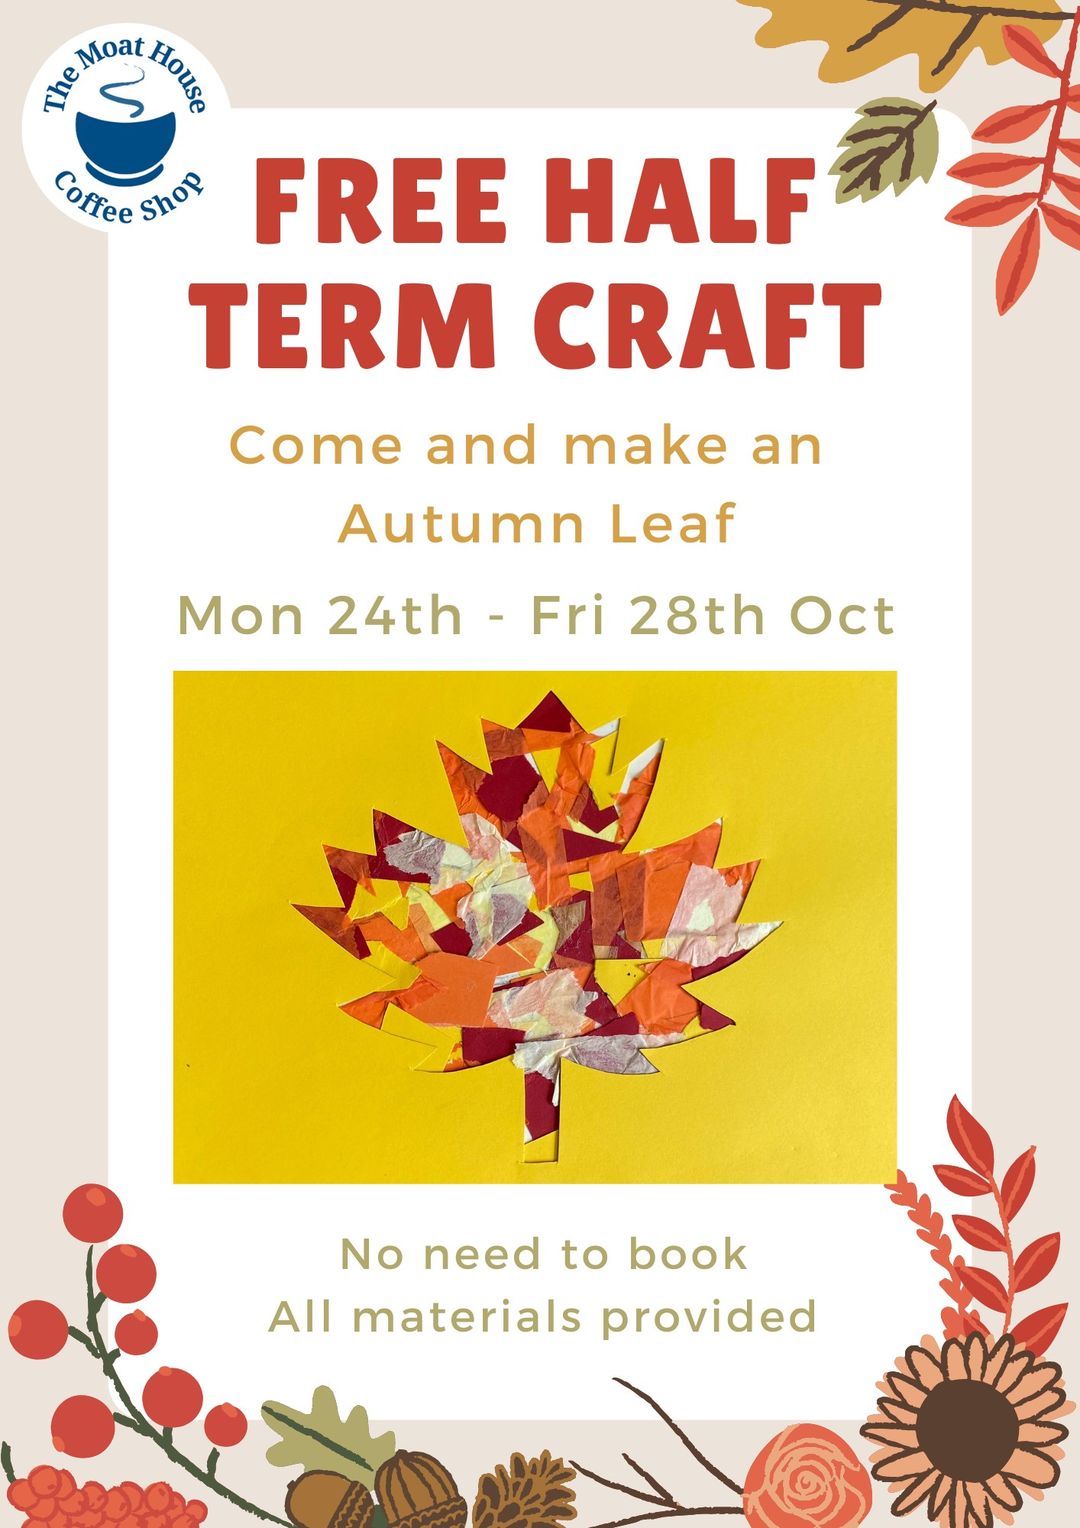 The Moat House
Coffee Shop
FREE HALF
TERM CRAFT
Come and make an
Autumn Leaf
Mon 24th - Fri 28th Oct
No need to book
All materials provided